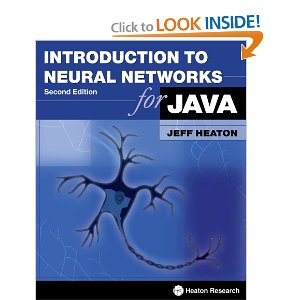 Click to LOOK INSIDE!
INTRODUCTION TO
NEURAL NETWORKS
Second Edition
for JAVA
JEFF HEATON
Heaton Research